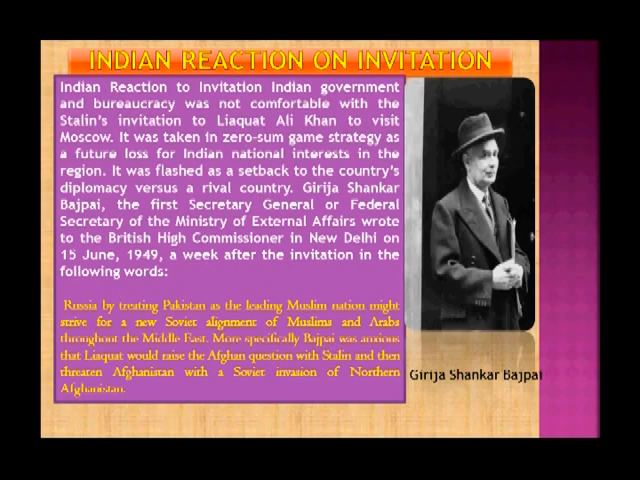 INDIAN REACTION ON INVITATION
Indian Reaction to Invitation Indian government
and bureaucracy was not comfortable with the
Stalin's invitation to Liaquat Ali Khan to visit
Moscow. It was taken in zero-sum game strategy as
a future loss for Indian national interests in the
region. It was flashed as a setback to the country's
diplomacy versus a rival country. Girija Shankar
Bajpai, the first Secretary General or Federal
Secretary of the Ministry of External Affairs wrote
to the British High Commissioner in New Delhi on
15 June, 1949, a week after the invitation in the
following words:
Russia by treating Pakistan as the leading Muslim nation might
strive for a new Soviet alignment of Muslims and Arabs
throughout the Middle East. More specifically Bajpai was anxious
that Liaquat would raise the Afghan question with Stalin and then
threaten Afghanistan with a Soviet invasion of Northern
Afghanistan.
Girija Shankar Bajpai